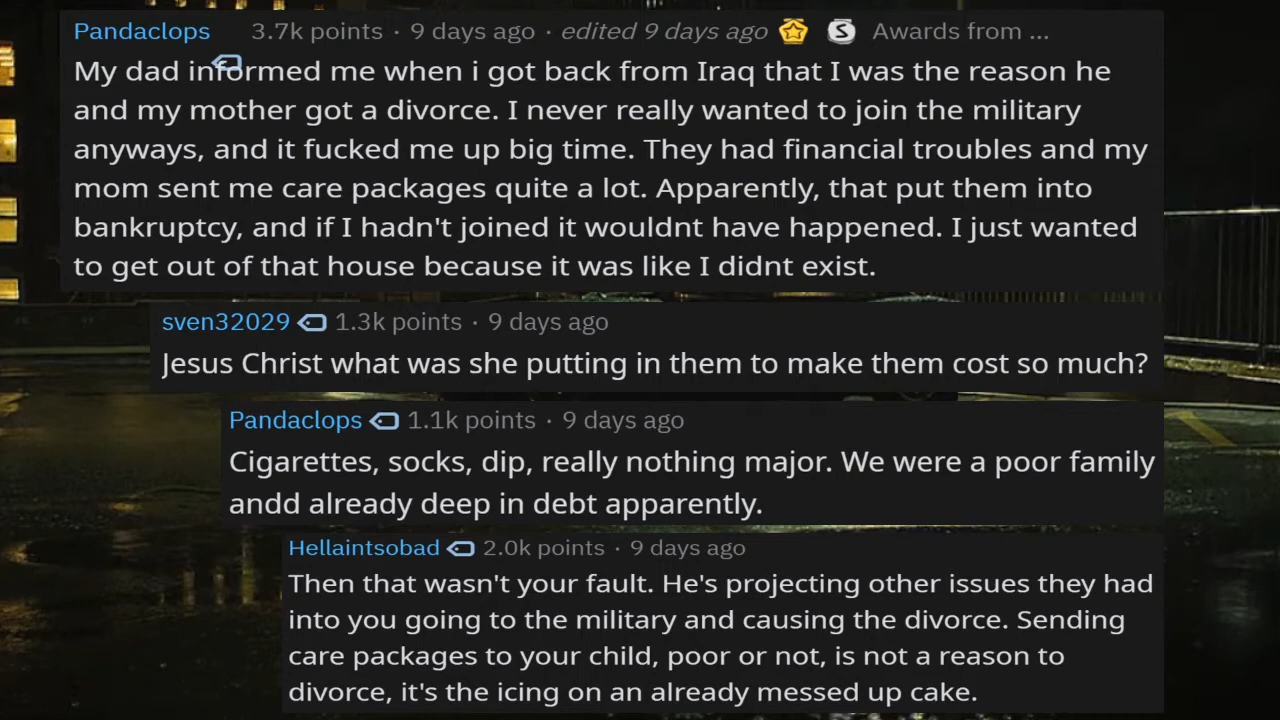 Pandaclops 3.7k points · 9 days ago · edited 9 days ago S Awards from ...
My dad informed me when i got back from Iraq that I was the reason he
and my mother got a divorce. I never really wanted to join the military
anyways, and it fucked me up big time. They had financial troubles and my
mom sent me care packages quite a lot. Apparently, that put them into
bankruptcy, and if I hadn't joined it wouldnt have happened. I just wanted
to get out of that house because it was like I didnt exist.
sven32029 1.3k points · 9 days ago
Jesus Christ what was she putting in them to make them cost so much?
Pandaclops 1.1k points · 9 days ago
Cigarettes, socks, dip, really nothing major. We were a poor family
andd already deep in debt apparently.
Hellaintsobad 2.0k points · 9 days ago
Then that wasn't your fault. He's projecting other issues they had
into you going to the military and causing the divorce. Sending
care packages to your child, poor or not, is not a reason to
divorce, it's the icing on an already messed up cake.